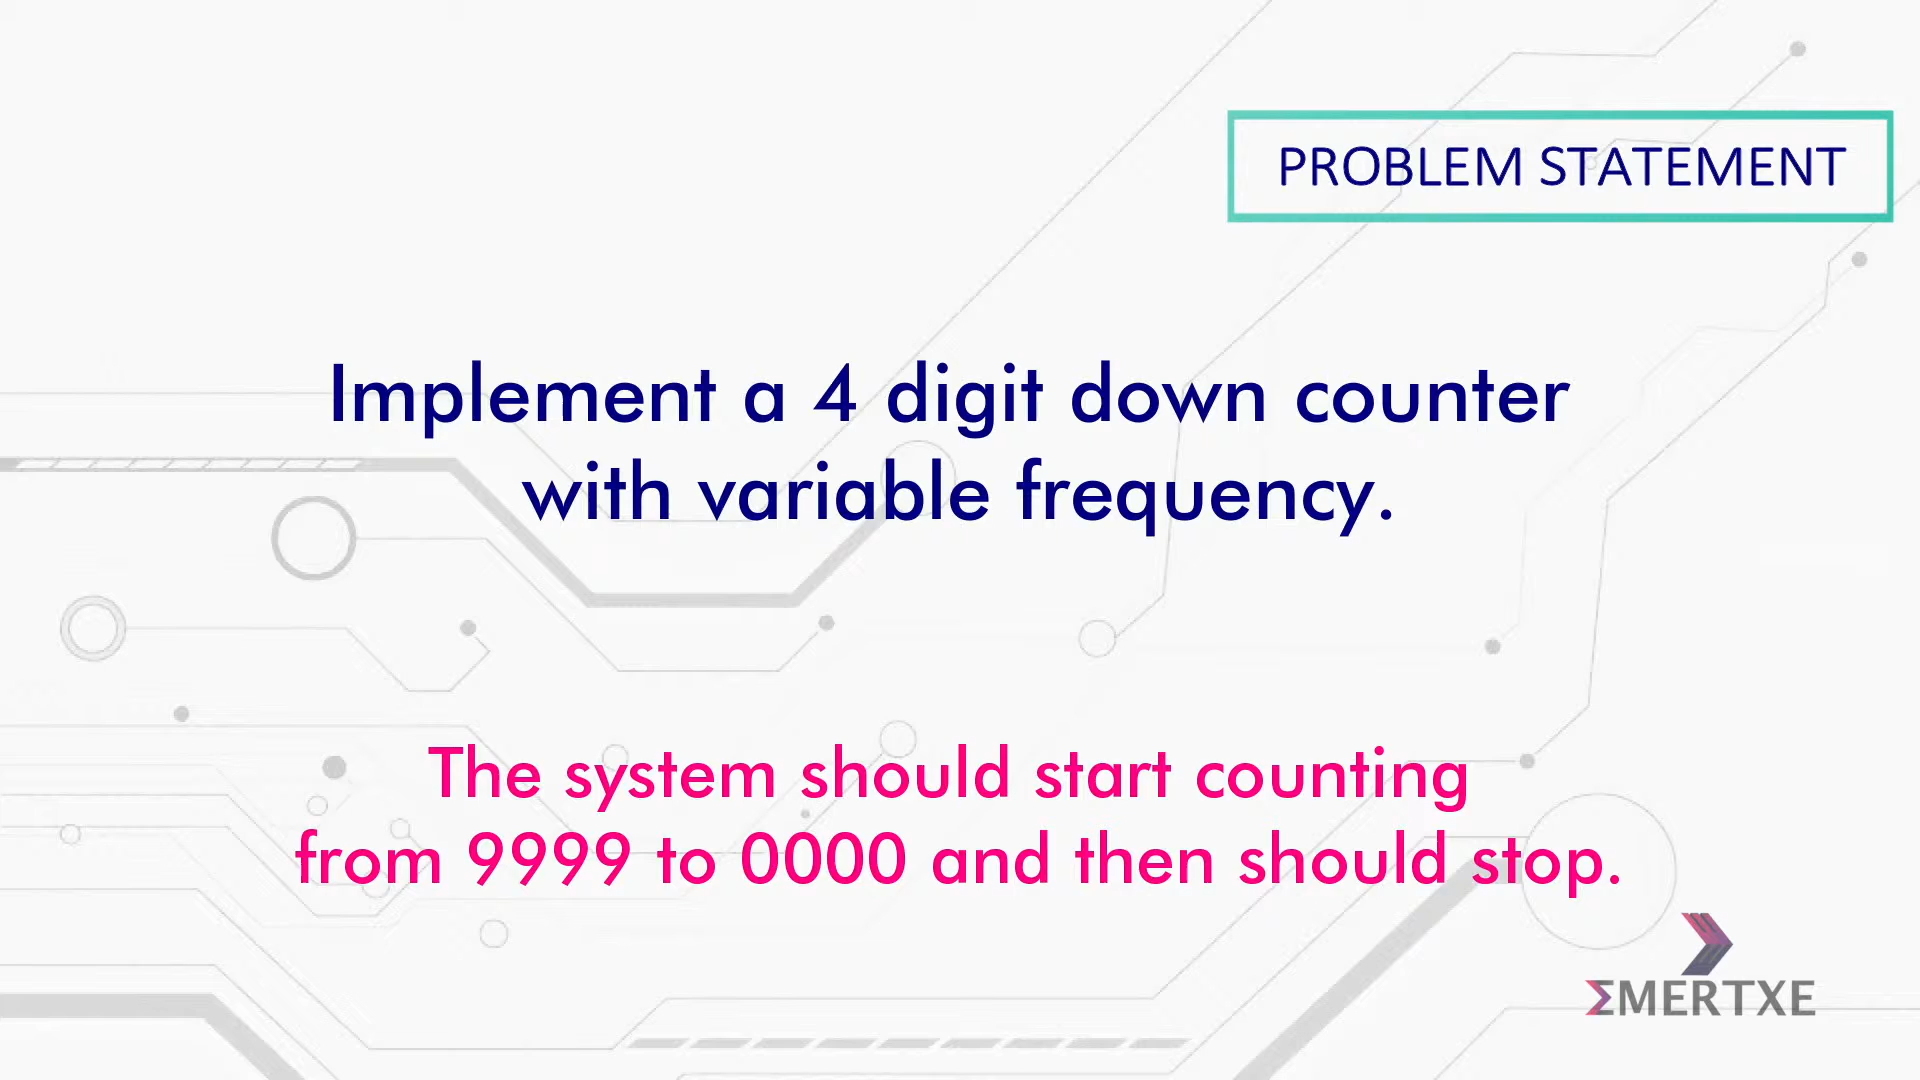 PROBLEM STATEMENT
Implement a 4 digit down counter
with variable frequency.
The system should start counting
from 9999 to 0000 and then should stop.
ΣMERTXE